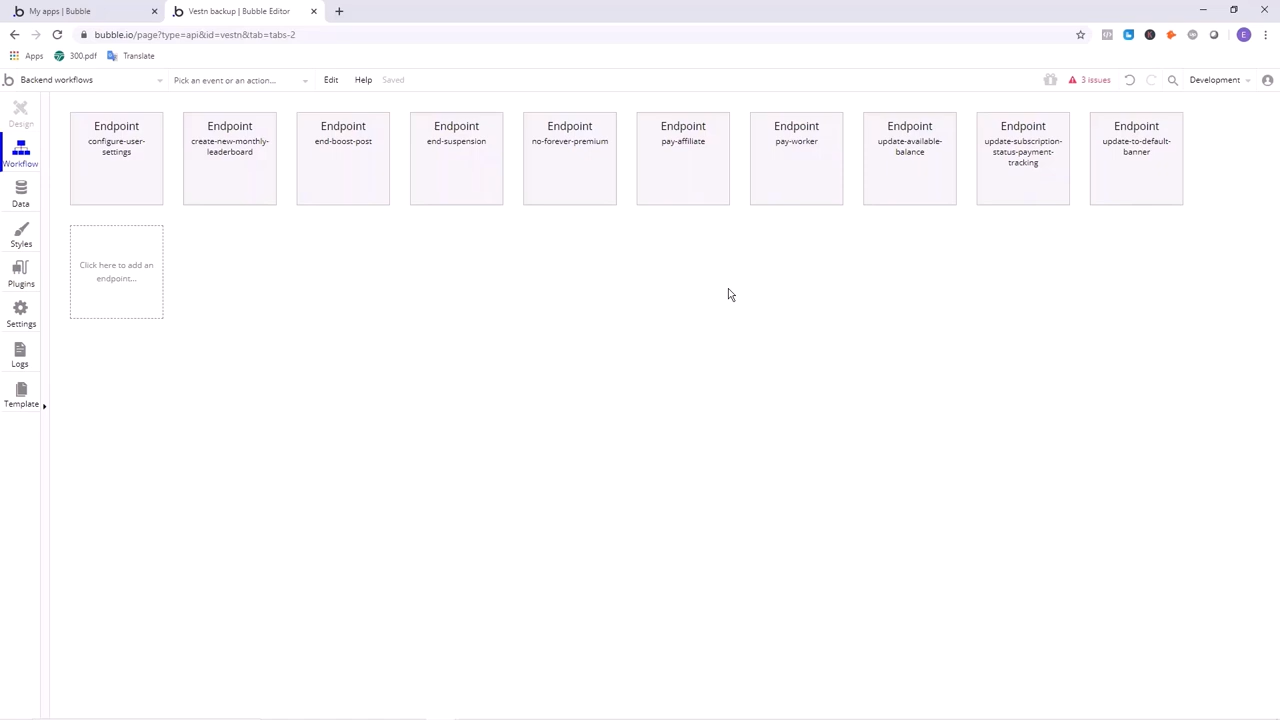 My apps | Bubble
Vestn backup | Bubble Editor
bubble.io/page?type=api&id=vestn&tab=tabs-2
E
Apps
300.pdf
Translate
Backend workflows
Pick an event or an action...
Edit
Help
Saved
3 issues
Development
Design
Workflow
Data
Styles
Plugins
Settings
Logs
Template
Endpoint
configure-user-
settings
Endpoint
create-new-monthly-
leaderboard
Endpoint
end-boost-post
Endpoint
end-suspension
Endpoint
no-forever-premium
Endpoint
pay-affiliate
Endpoint
pay-worker
Endpoint
update-available-
balance
Endpoint
update-subscription-
status-payment-
tracking
Endpoint
update-to-default-
banner
Click here to add an
endpoint...